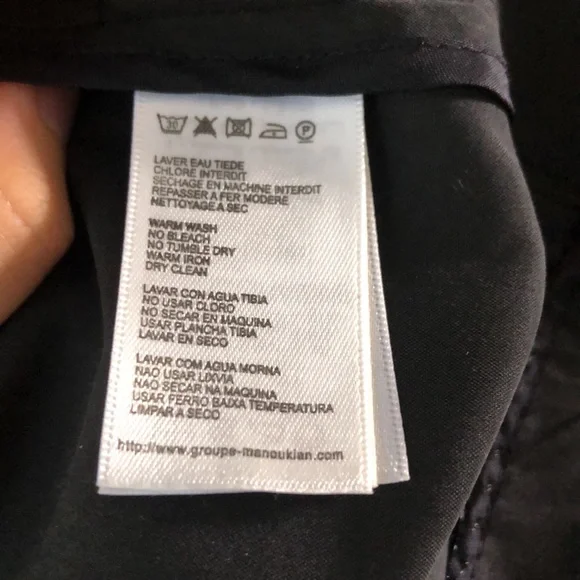 30 P
LAVER EAU TIEDE
CHLORE INTERDIT
SECHAGE EN MACHINE INTERDIT
REPASSER A FER MODERE
NETTOYAGE A SEC
WARM WASH
NO BLEACH
NO TUMBLE DRY
WARM IRON
DRY CLEAN
LAVAR CON AGUA TIBIA
NO USAR CLORO
NO SECAR EN MAQUINA
USAR PLANCHA TIBIA
LAVAR EN SECO
LAVAR COM AGUA MORNA
NAO USAR LIXVIA
NAO SECAR NA MAQUINA
USAR FERRO BAIXA TEMPERATURA
LIMPAR A SECO
http://www.groupe-manoukian.com